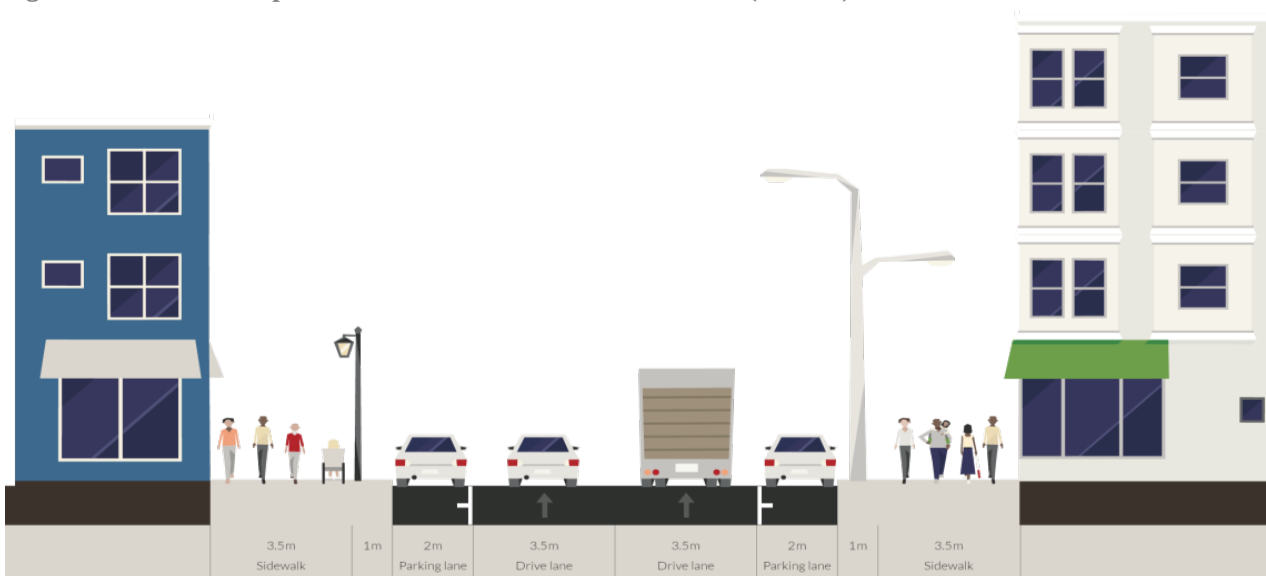 3.5m
Sidewalk
1m
2m
Parking lane
3.5m
Drive lane
3.5m
Drive lane
2m
Parking lane
1m
3.5m
Sidewalk